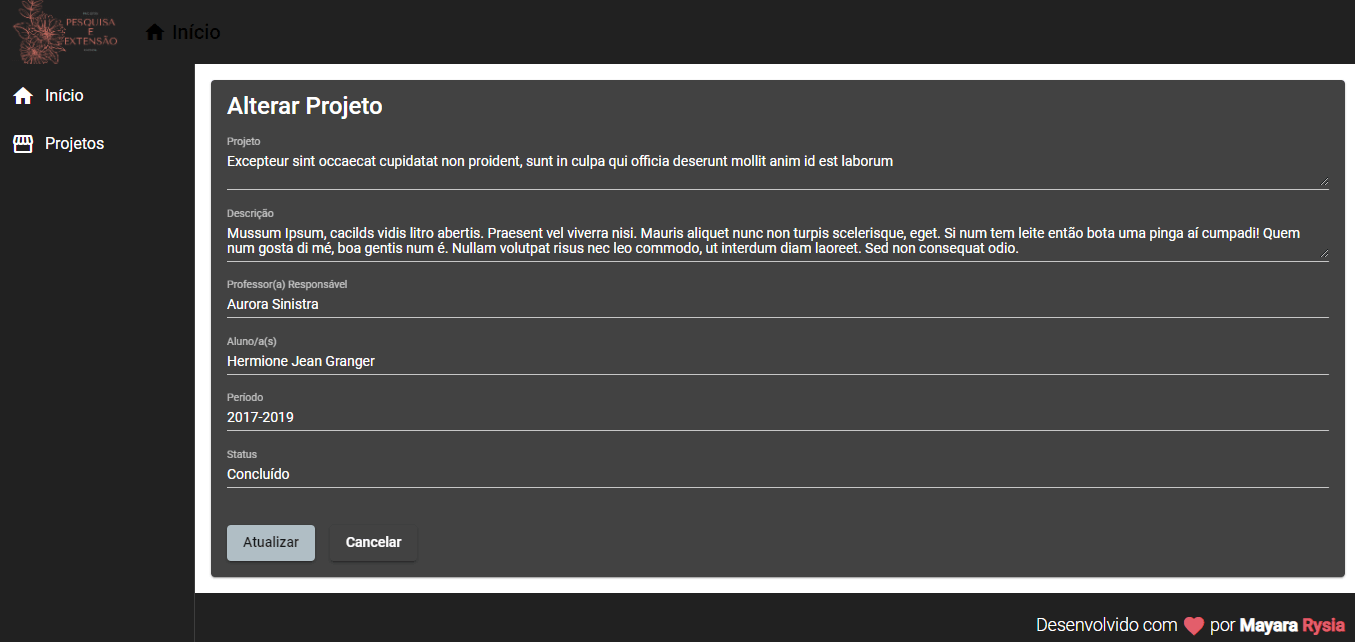 PESQUISA
E
EXTENSÃO
Início
Início
Projetos
Alterar Projeto
Projeto
Excepteur sint occaecat cupidatat non proident, sunt in culpa qui officia deserunt mollit anim id est laborum
Descrição
Mussum Ipsum, cacilds vidis litro abertis. Praesent vel viverra nisi. Mauris aliquet nunc non turpis scelerisque, eget. Si num tem leite então bota uma pinga aí cumpadi! Quem
num gosta di mé, boa gentis num é. Nullam volutpat risus nec leo commodo, ut interdum diam laoreet. Sed non consequat odio.
Professor(a) Responsável
Aurora Sinistra
Aluno/a(s)
Hermione Jean Granger
Período
2017-2019
Status
Concluído
Atualizar
Cancelar
Desenvolvido com por Mayara Rysia